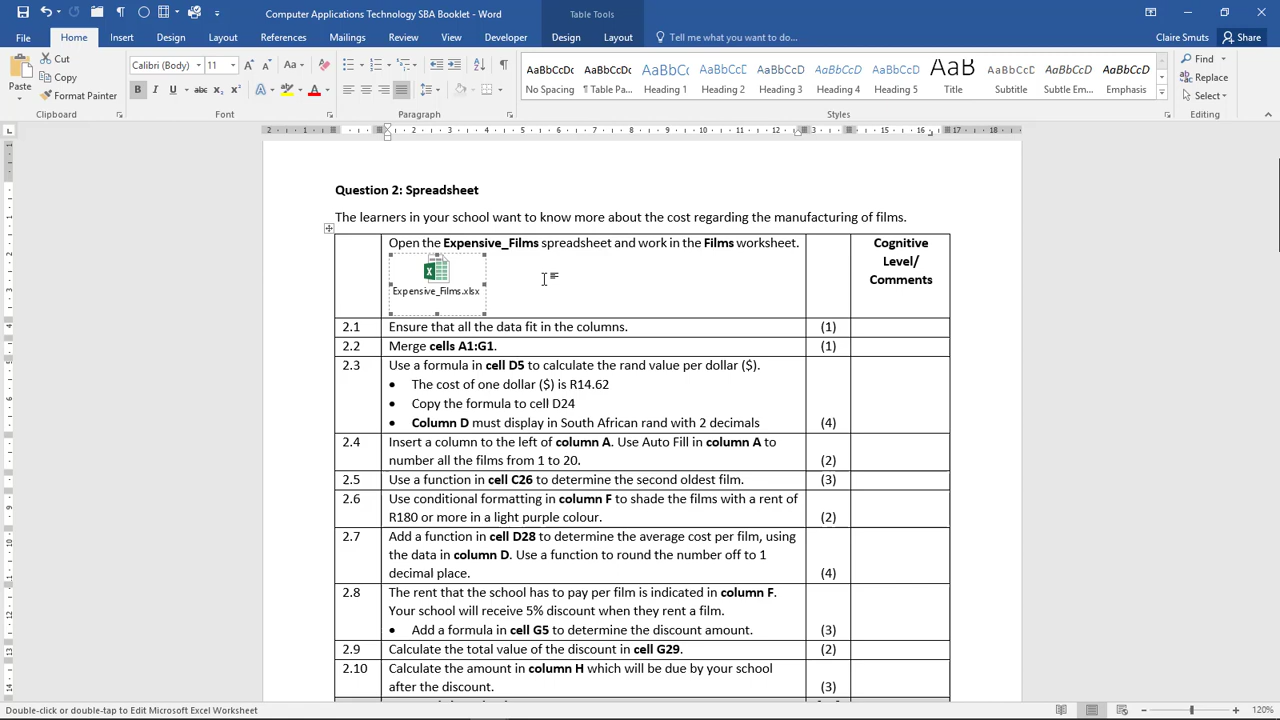 Computer Applications Technology SBA Booklet - Word
Table Tools
File
Home
Insert
Design
Layout
References
Mailings
Review
View
Developer
Design
Layout
Tell me what you want to do...
Claire Smuts
Share
Paste
Cut
Copy
Format Painter
Clipboard
Calibri (Body)
11
Font
Paragraph
AaBbCcDc
No Spacing
AaBbCcDc
¶ Table Pa...
AaBbC
Heading 1
AaBbCcD
Heading 2
AaBbCcD
Heading 3
AaBbCcD
Heading 4
AaBbCcD
Heading 5
AaB
Title
AaBbCcD
Subtitle
AaBbCcD
Subtle Em...
AaBbCcD
Emphasis
Styles
Find
Replace
Select
Editing
Question 2: Spreadsheet
The learners in your school want to know more about the cost regarding the manufacturing of films.
Open the Expensive_Films spreadsheet and work in the Films worksheet.
Expensive_Films.xlsx
Cognitive
Level/
Comments
2.1 Ensure that all the data fit in the columns. (1)
2.2 Merge cells A1:G1. (1)
2.3 Use a formula in cell D5 to calculate the rand value per dollar ($).
• The cost of one dollar ($) is R14.62
• Copy the formula to cell D24
• Column D must display in South African rand with 2 decimals (4)
2.4 Insert a column to the left of column A. Use Auto Fill in column A to
number all the films from 1 to 20. (2)
2.5 Use a function in cell C26 to determine the second oldest film. (3)
2.6 Use conditional formatting in column F to shade the films with a rent of
R180 or more in a light purple colour. (2)
2.7 Add a function in cell D28 to determine the average cost per film, using
the data in column D. Use a function to round the number off to 1
decimal place. (4)
2.8 The rent that the school has to pay per film is indicated in column F.
Your school will receive 5% discount when they rent a film.
• Add a formula in cell G5 to determine the discount amount. (3)
2.9 Calculate the total value of the discount in cell G29. (2)
2.10 Calculate the amount in column H which will be due by your school
after the discount. (3)
Double-click or double-tap to Edit Microsoft Excel Worksheet
120%